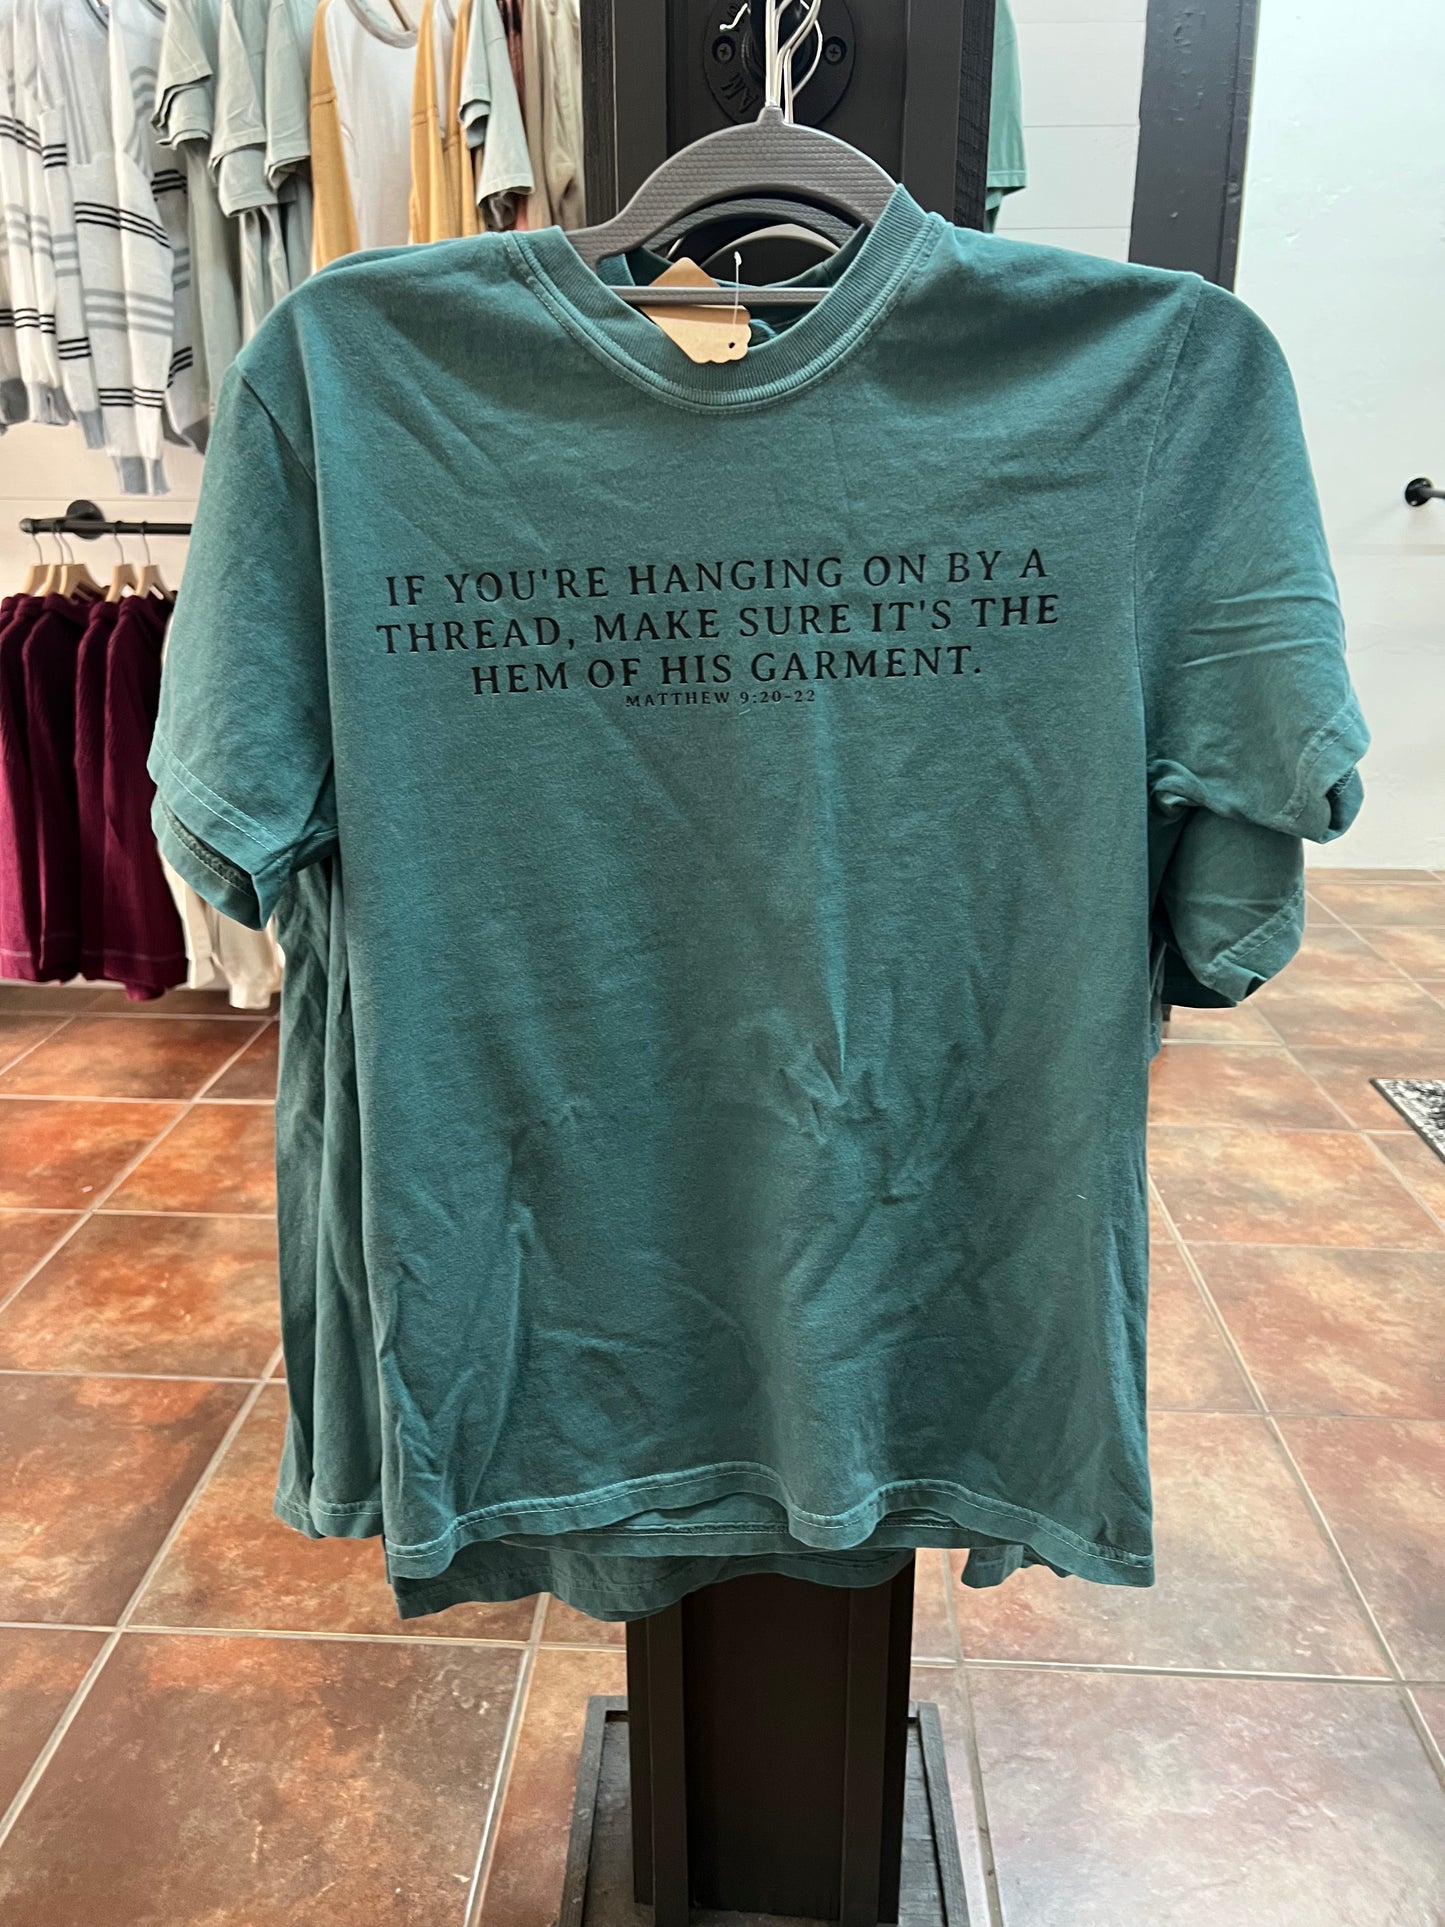 IF YOU'RE HANGING ON BY A
THREAD, MAKE SURE IT'S THE
HEM OF HIS GARMENT.
MATTHEW 9:20-22